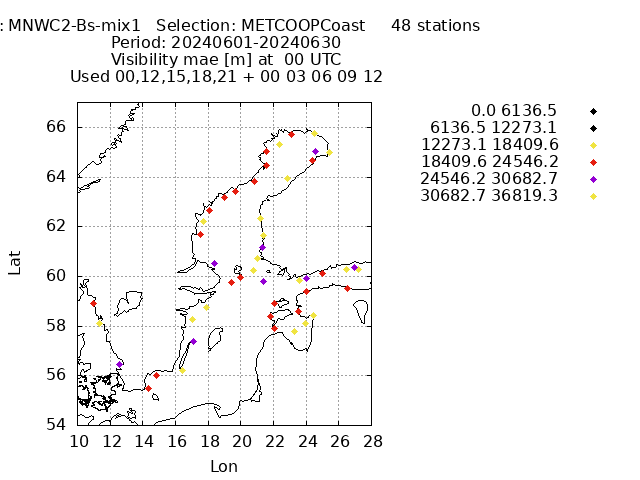 : MNWC2-Bs-mix1 Selection: METCOOPCoast 48 stations
Period: 20240601-20240630
Visibility mae [m] at 00 UTC
Used 00,12,15,18,21 + 00 03 06 09 12
0.0 6136.5
6136.5 12273.1
12273.1 18409.6
18409.6 24546.2
24546.2 30682.7
30682.7 36819.3
66
64
62
60
58
56
54
Lat
10 12 14 16 18 20 22 24 26 28
Lon